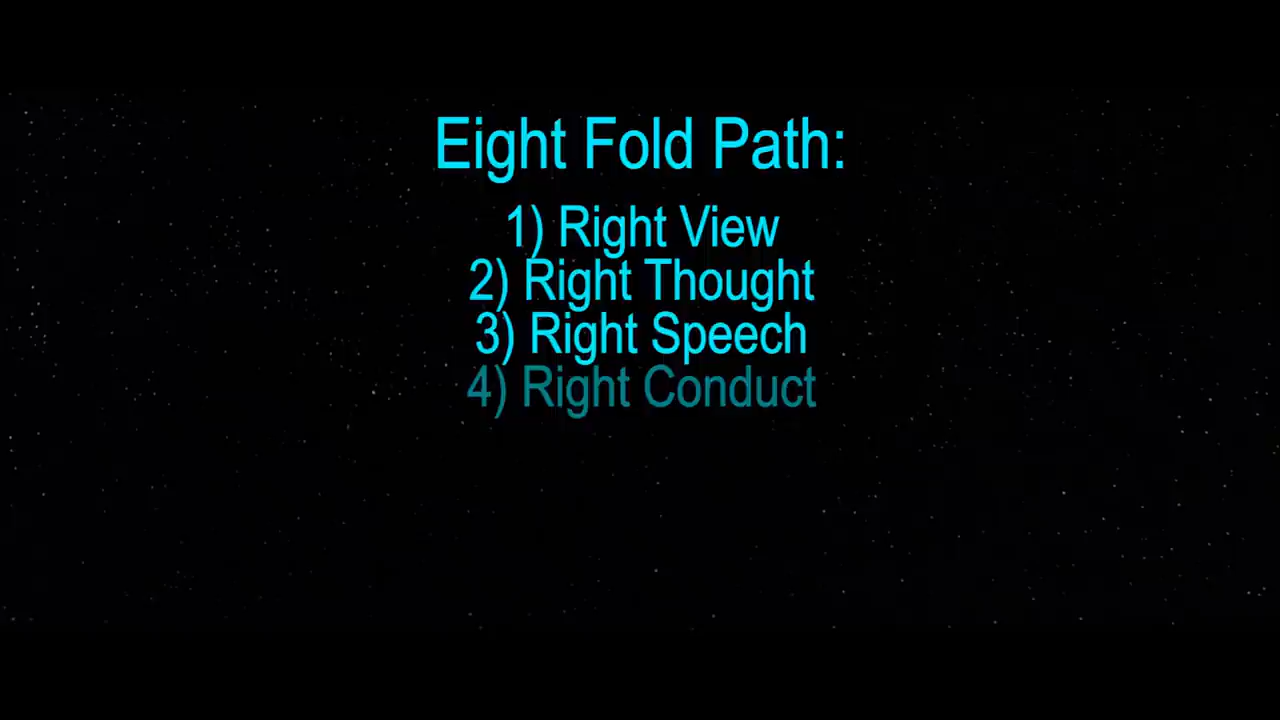 Eight Fold Path:
1) Right View
2) Right Thought
3) Right Speech
4) Right Conduct